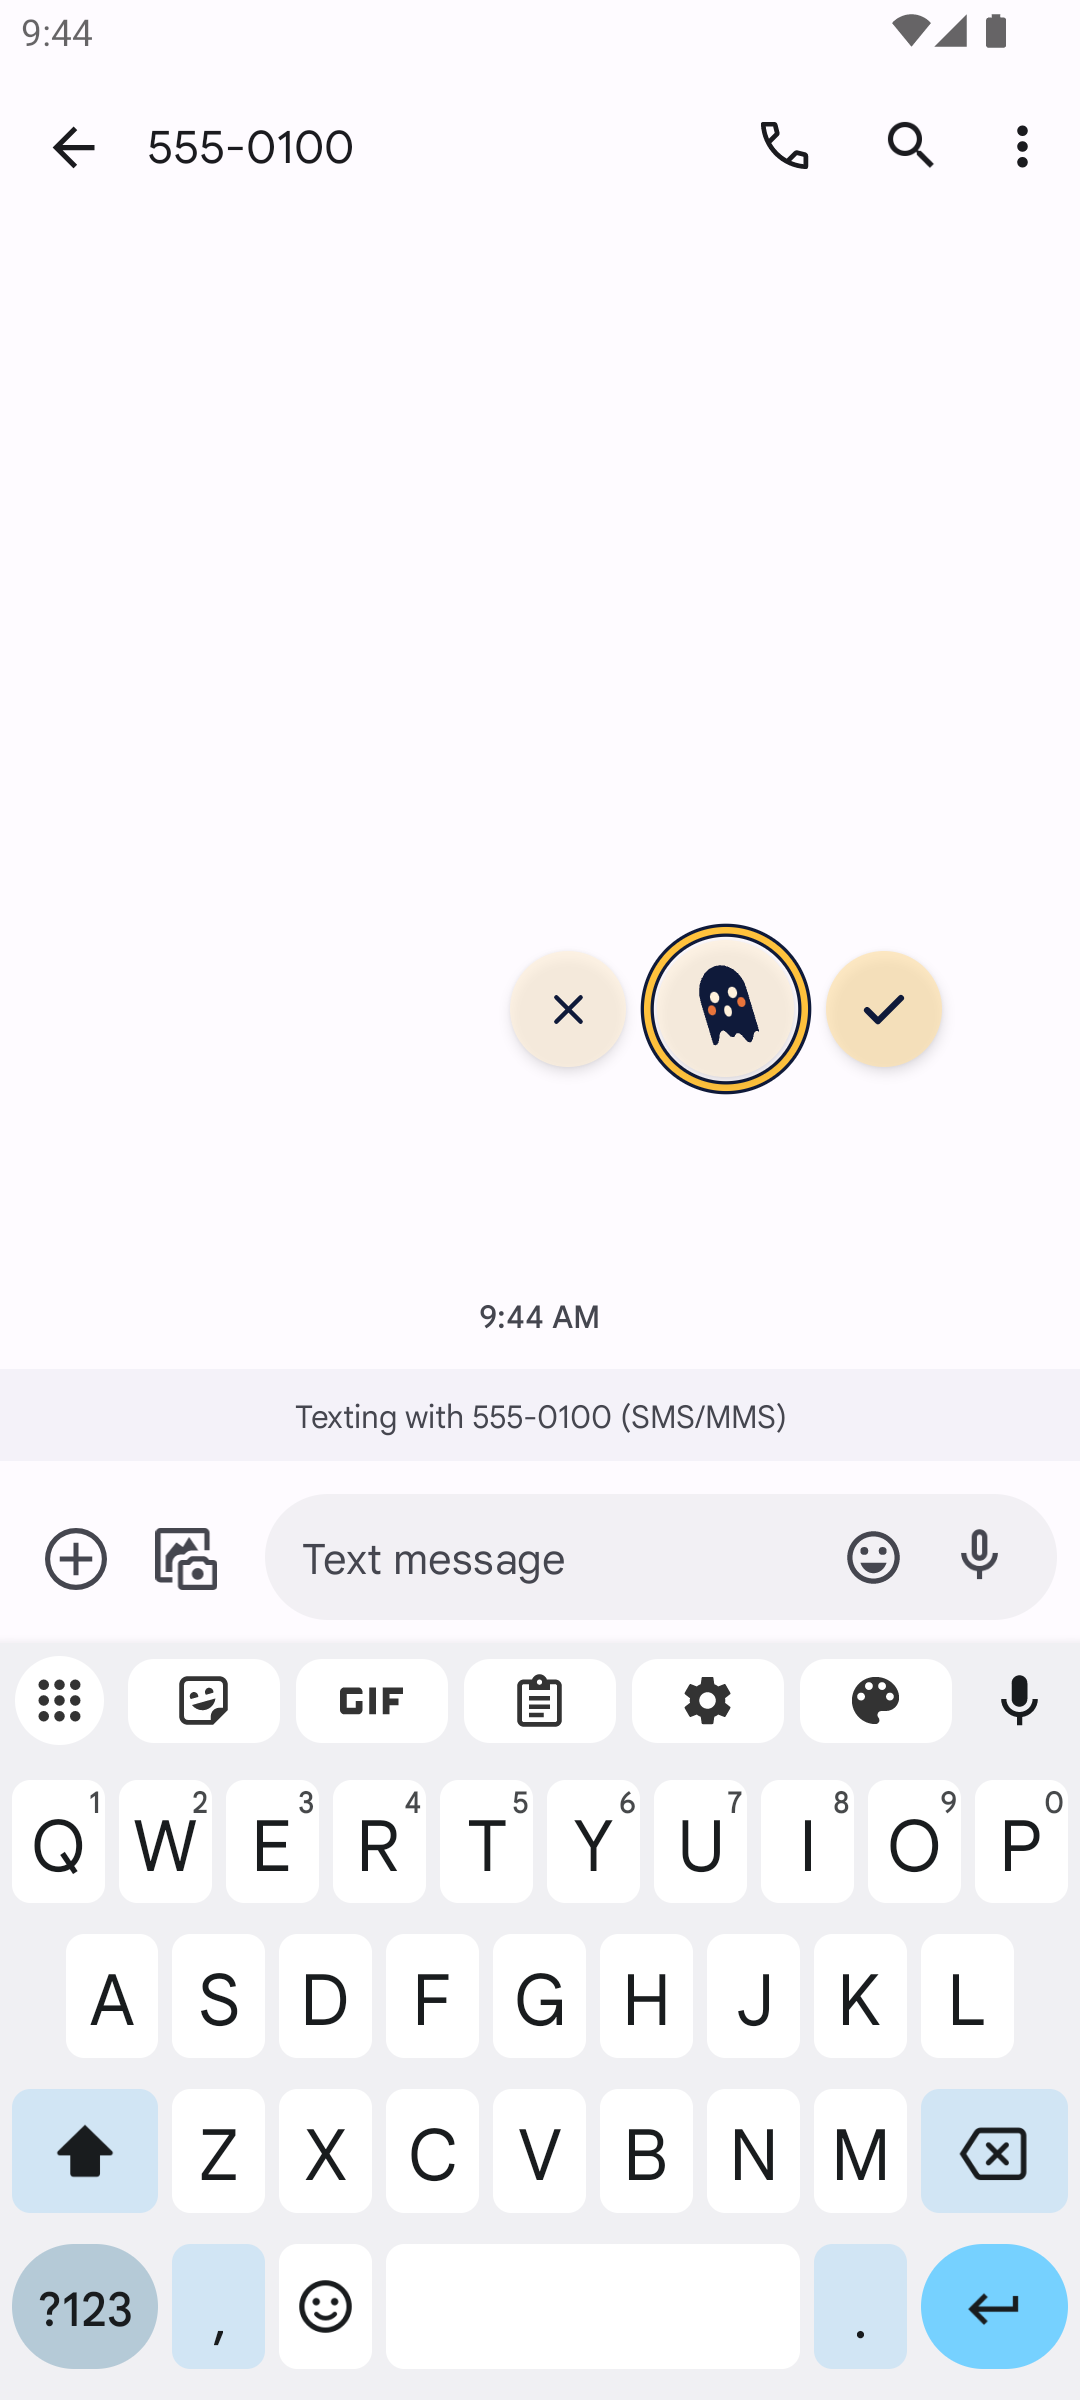 9:44
555-0100
9:44 AM
Texting with 555-0100 (SMS/MMS)
Text message
GIF
Q1 W2 E3 R4 T5 Y6 U7 I8 O9 P0
A S D F G H J K L
Z X C V B N M
?123 , .